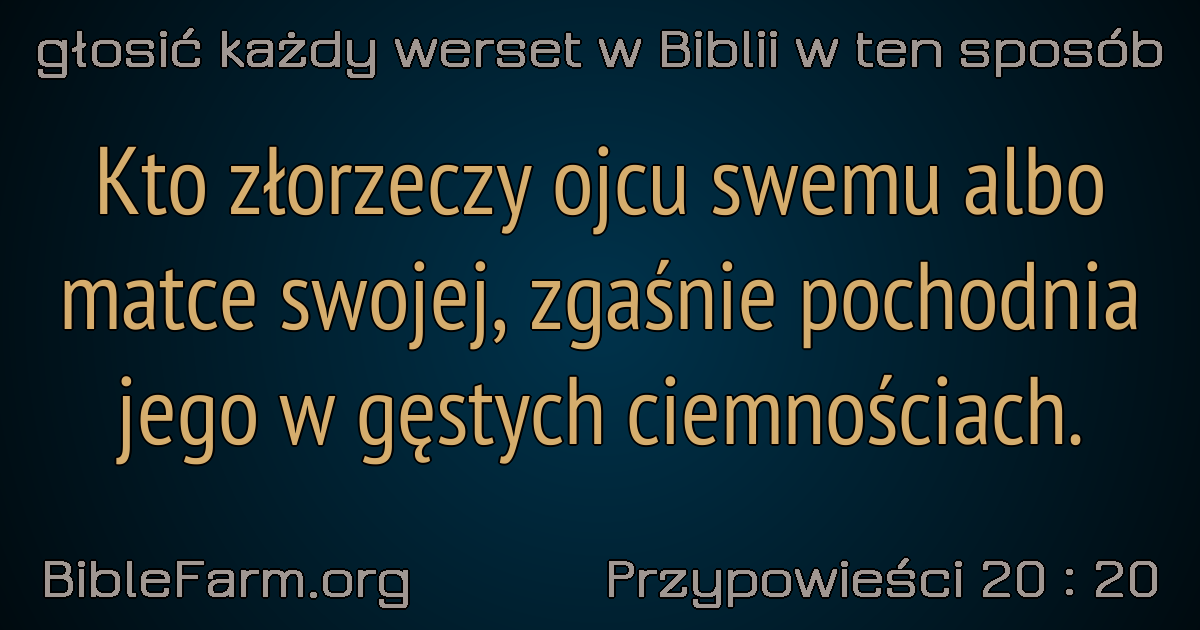 głosić każdy werset w Biblii w ten sposób
Kto złorzeczy ojcu swemu albo
matce swojej, zgaśnie pochodnia
jego w gęstych ciemnościach.
BibleFarm.org
Przypowieści 20 : 20